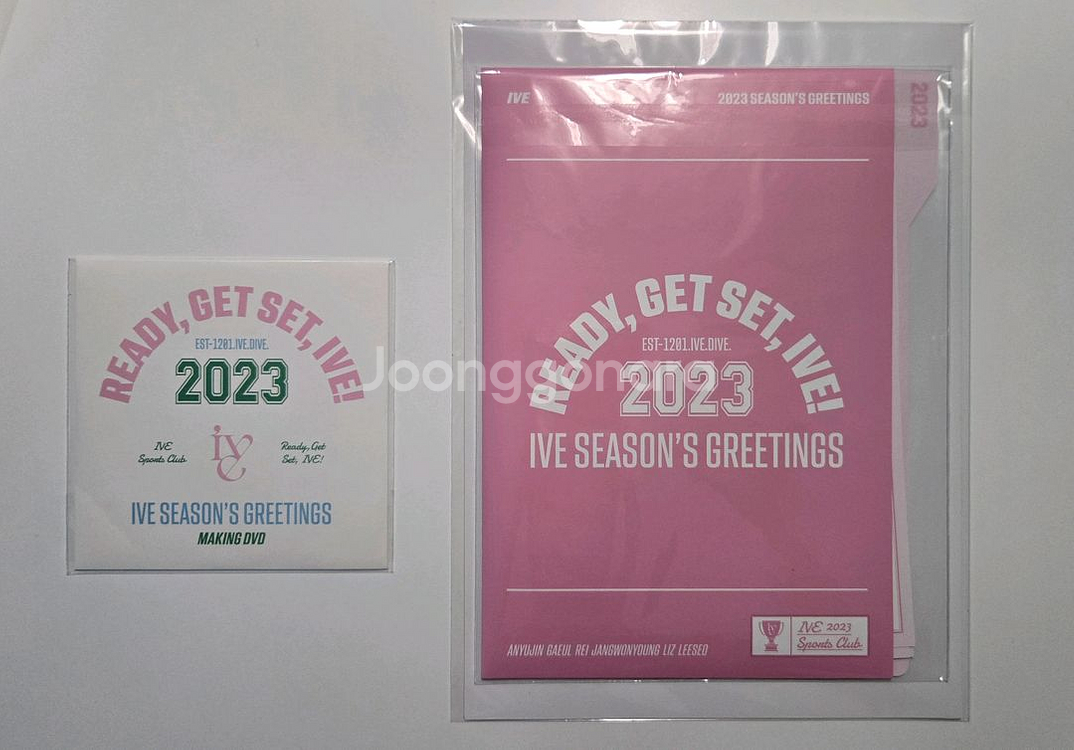 READY, GET SET, IVE!
EST-1201.IVE.DIVE.
2023
IVE
Sports Club
ive
Ready, Get
Set, IVE!
IVE SEASON'S GREETINGS
MAKING DVD
IVE
2023 SEASON'S GREETINGS
2023
READY, GET SET, IVE!
EST-1201.IVE.DIVE.
2023
IVE SEASON'S GREETINGS
ANYUJIN GAEUL REI JANGWONYOUNG LIZ LEESEO
IVE 2023
Sports Club
Joonggonara